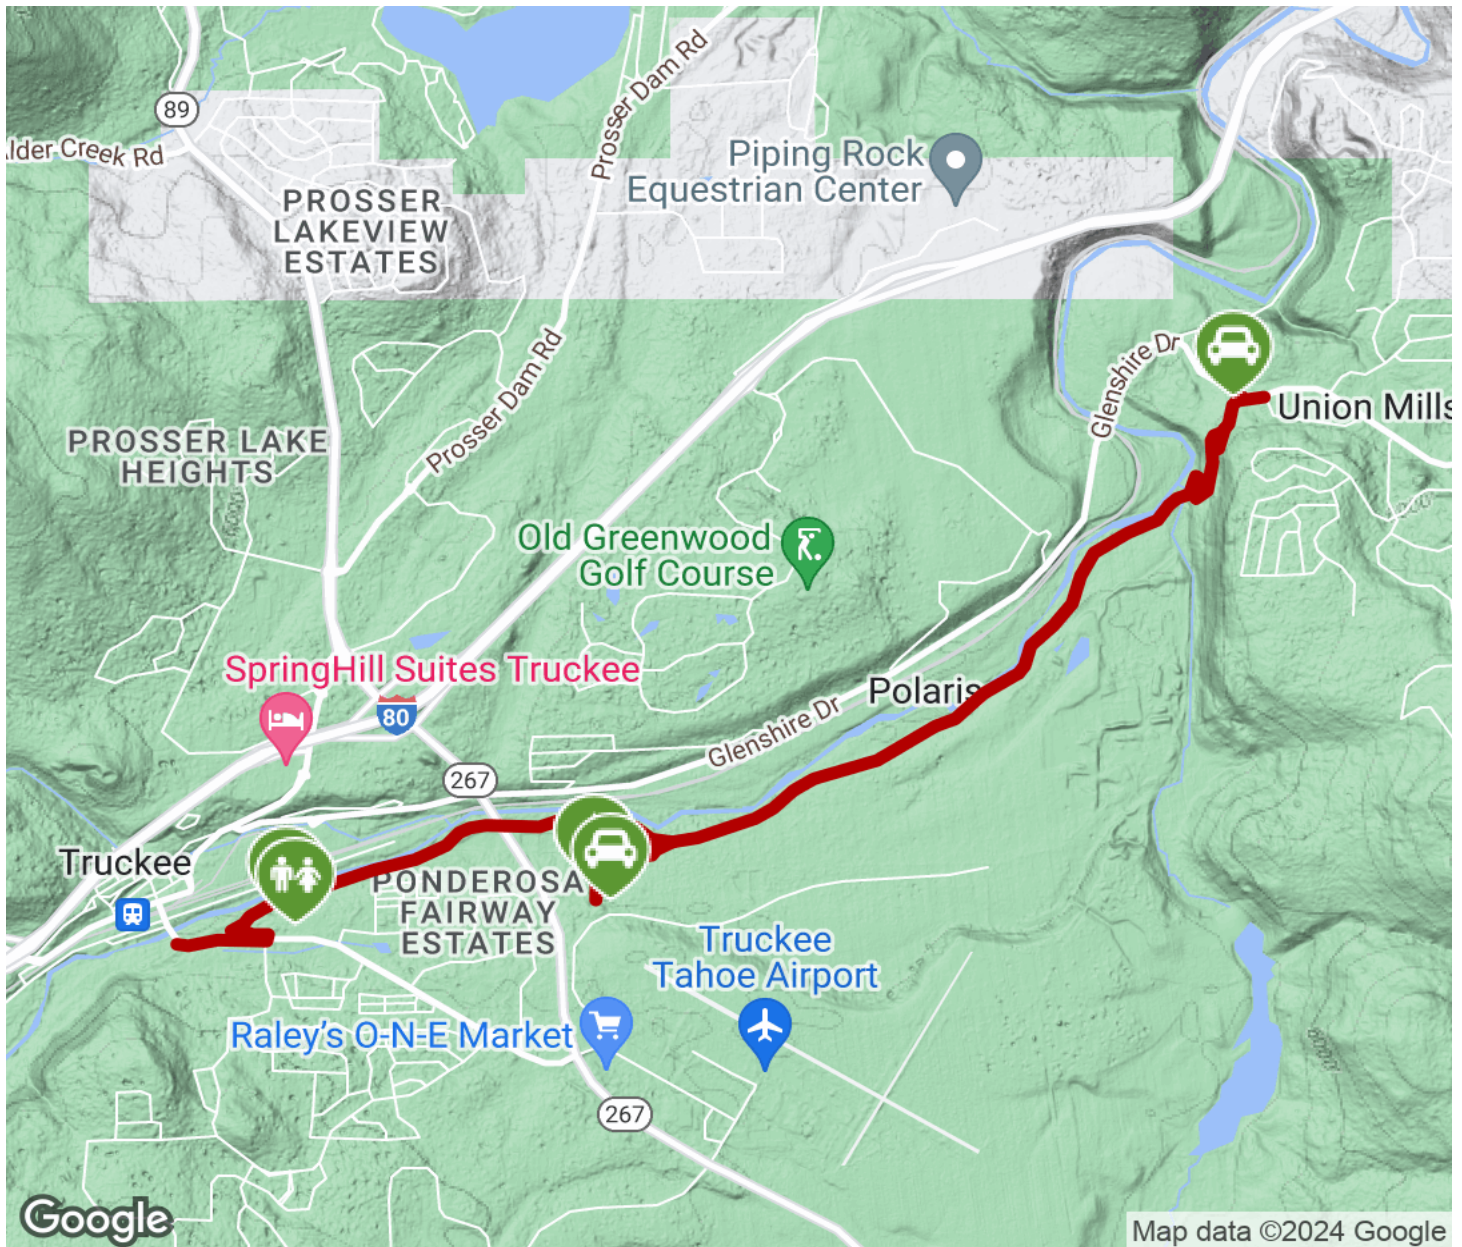 89
lder Creek Rd
Prosser Dam Rd
Piping Rock
Equestrian Center
PROSSER
LAKEVIEW
ESTATES
Glenshire Dr
Prosser Dam Rd
Union Mills
PROSSER LAKE
HEIGHTS
Old Greenwood
Golf Course
SpringHill Suites Truckee
80
Polaris
Glenshire Dr
267
Truckee
PONDEROSA
FAIRWAY
ESTATES
Truckee
Tahoe Airport
Raley's O-N-E Market
267
Google
Map data ©2024 Google